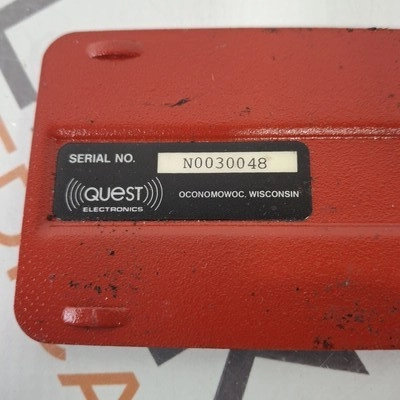 SERIAL NO. N0030048
QUEST
ELECTRONICS
OCONOMOWOC, WISCONSIN